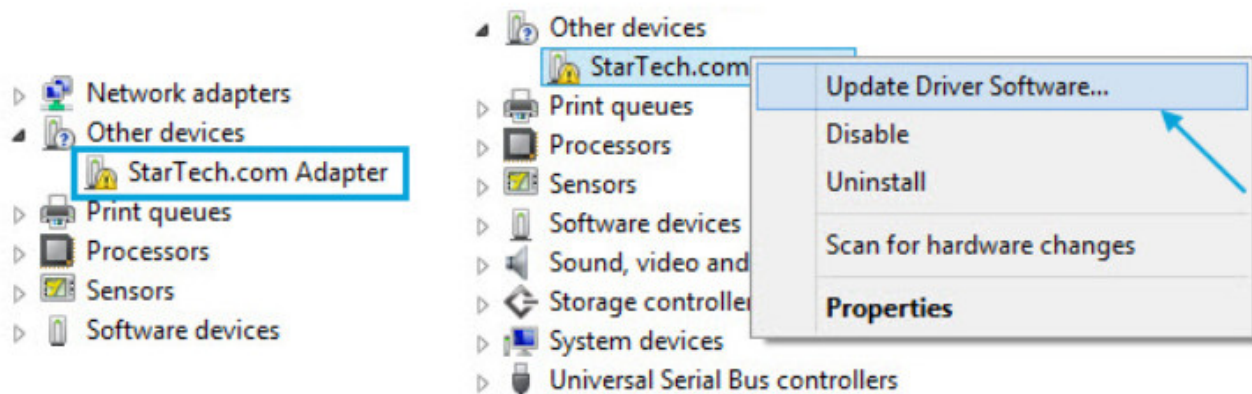 Network adapters
Other devices
StarTech.com Adapter
Print queues
Processors
Sensors
Software devices
Other devices
StarTech.com
Print queues
Processors
Sensors
Software devices
Sound, video and
Storage controller
System devices
Universal Serial Bus controllers
Update Driver Software...
Disable
Uninstall
Scan for hardware changes
Properties